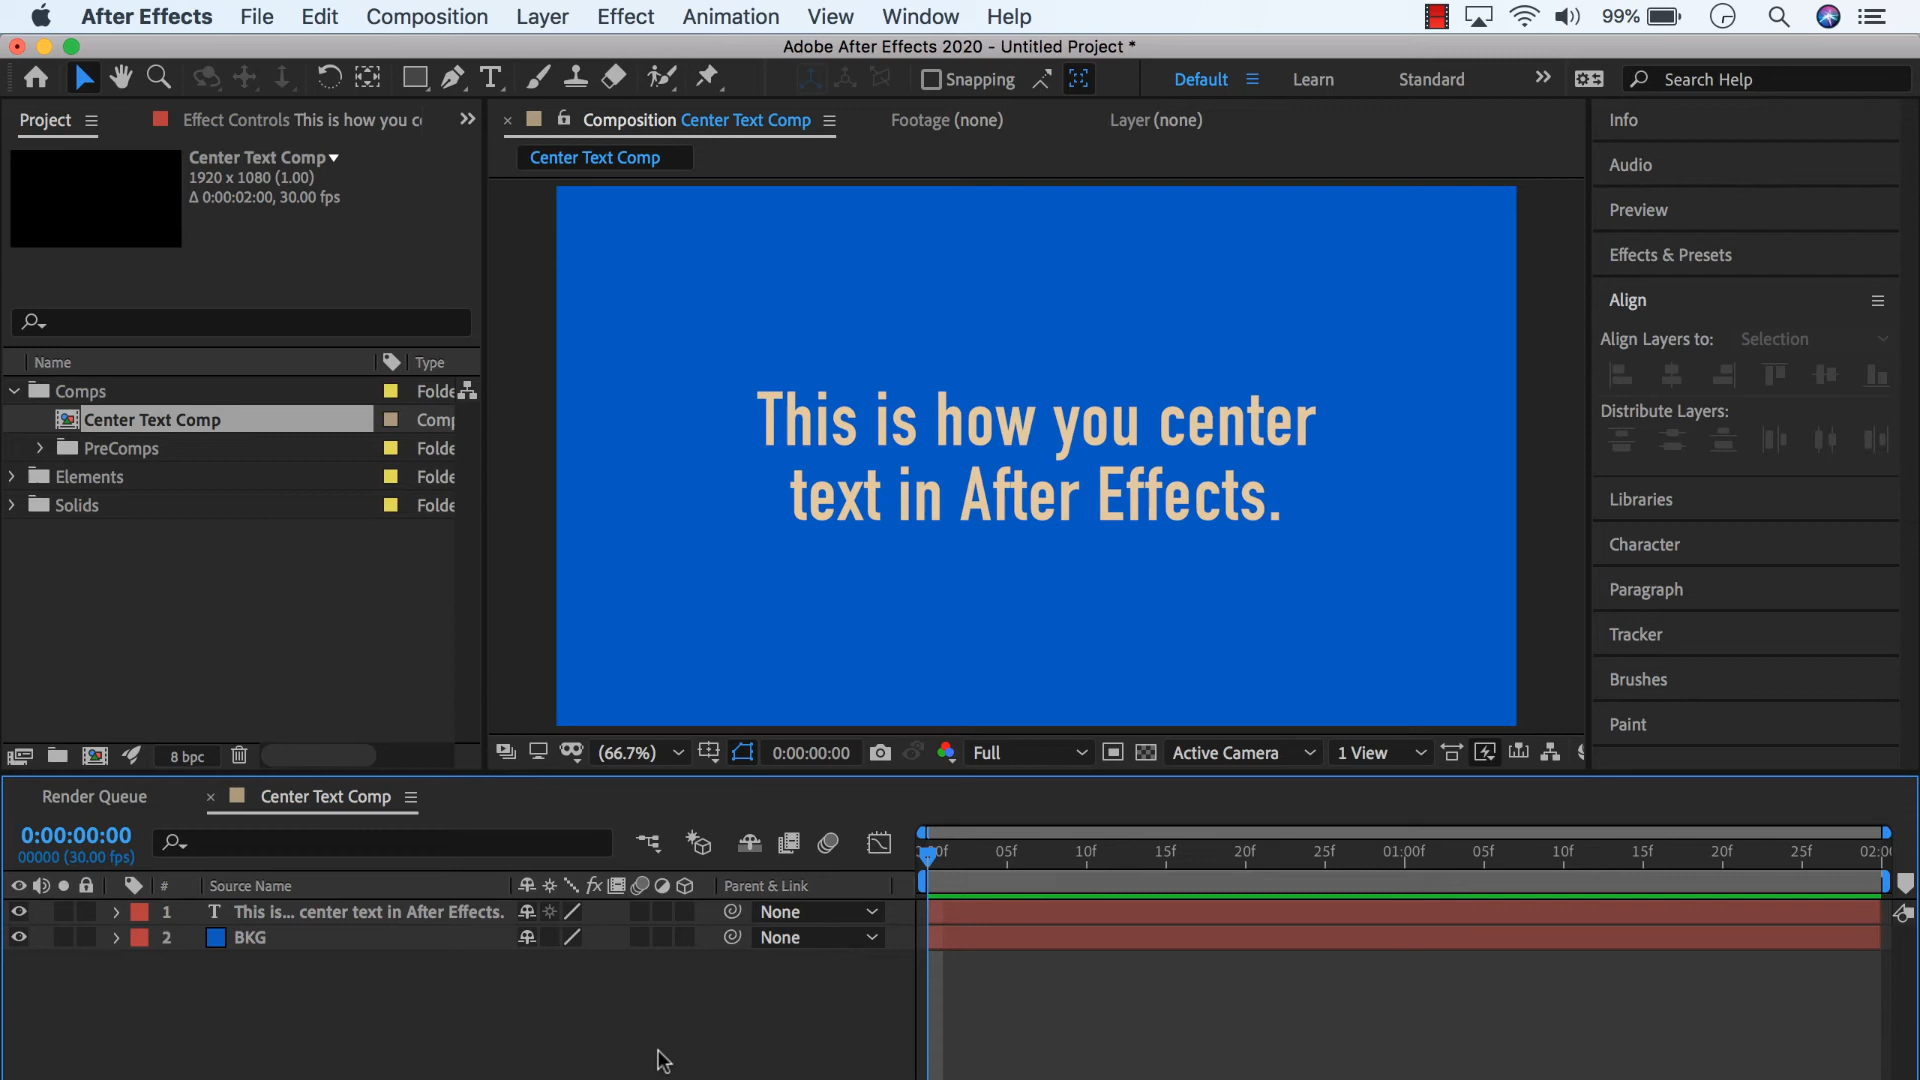 After Effects File Edit Composition Layer Effect Animation View Window Help 99%
Adobe After Effects 2020 - Untitled Project *
Snapping Default Learn Standard Search Help
Project Effect Controls This is how you c
Composition Center Text Comp Footage (none) Layer (none)
Center Text Comp
Center Text Comp
1920 x 1080 (1.00)
Δ 0:00:02:00, 30.00 fps
Name Type
Comps Folde
Center Text Comp Comp
PreComps Folde
Elements Folde
Solids Folde
8 bpc
This is how you center
text in After Effects.
(66.7%) 0:00:00:00 Full Active Camera 1 View
Info
Audio
Preview
Effects & Presets
Align
Align Layers to: Selection
Distribute Layers:
Libraries
Character
Paragraph
Tracker
Brushes
Paint
Render Queue Center Text Comp
0:00:00:00
00000 (30.00 fps)
05f 10f 15f 20f 25f 01:00f 05f 10f 15f 20f 25f 02:0
# Source Name fx Parent & Link
1 T This is... center text in After Effects. None
2 BKG None